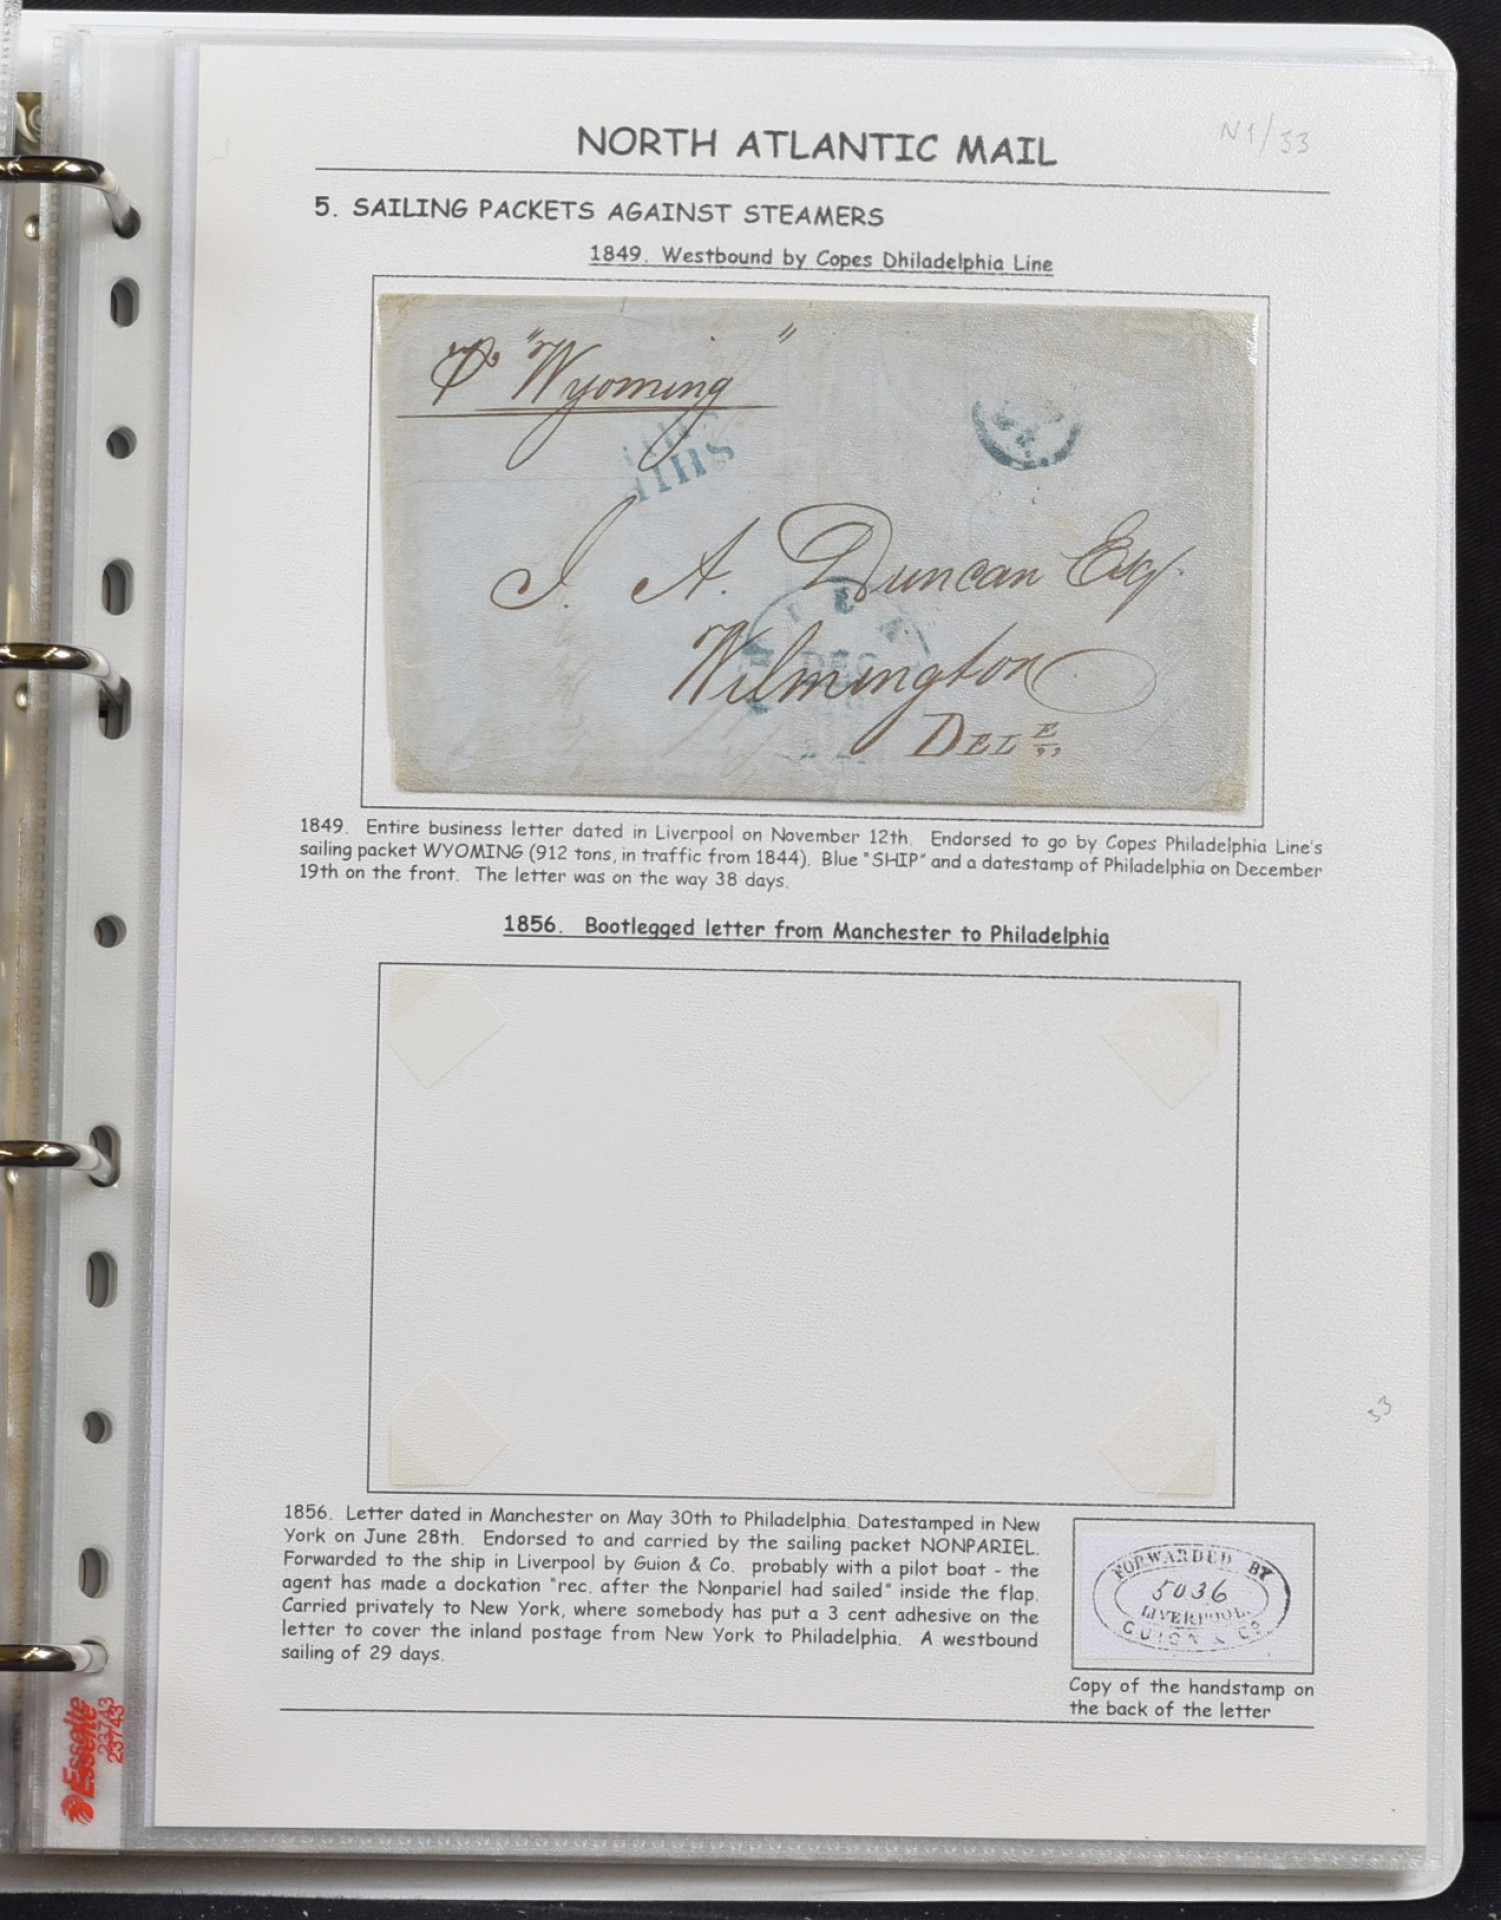 NORTH ATLANTIC MAIL
N1/33
5. SAILING PACKETS AGAINST STEAMERS
1849. Westbound by Copes Dhiladelphia Line
"Wyoming"
SHIP
J. A. Duncan Esq.
DEC
Wilmington
DEL E
1849. Entire business letter dated in Liverpool on November 12th. Endorsed to go by Copes Philadelphia Line's
sailing packet WYOMING (912 tons, in traffic from 1844). Blue "SHIP" and a datestamp of Philadelphia on December
19th on the front. The letter was on the way 38 days.
1856. Bootlegged letter from Manchester to Philadelphia
33
1856. Letter dated in Manchester on May 30th to Philadelphia. Datestamped in New
York on June 28th. Endorsed to and carried by the sailing packet NONPARIEL.
Forwarded to the ship in Liverpool by Guion & Co. probably with a pilot boat - the
agent has made a dockation "rec. after the Nonpariel had sailed" inside the flap.
Carried privately to New York, where somebody has put a 3 cent adhesive on the
letter to cover the inland postage from New York to Philadelphia. A westbound
sailing of 29 days.
FORWARDED BY
5036
LIVERPOOL.
GUION & Co.
Copy of the handstamp on
the back of the letter
Esselte
23743